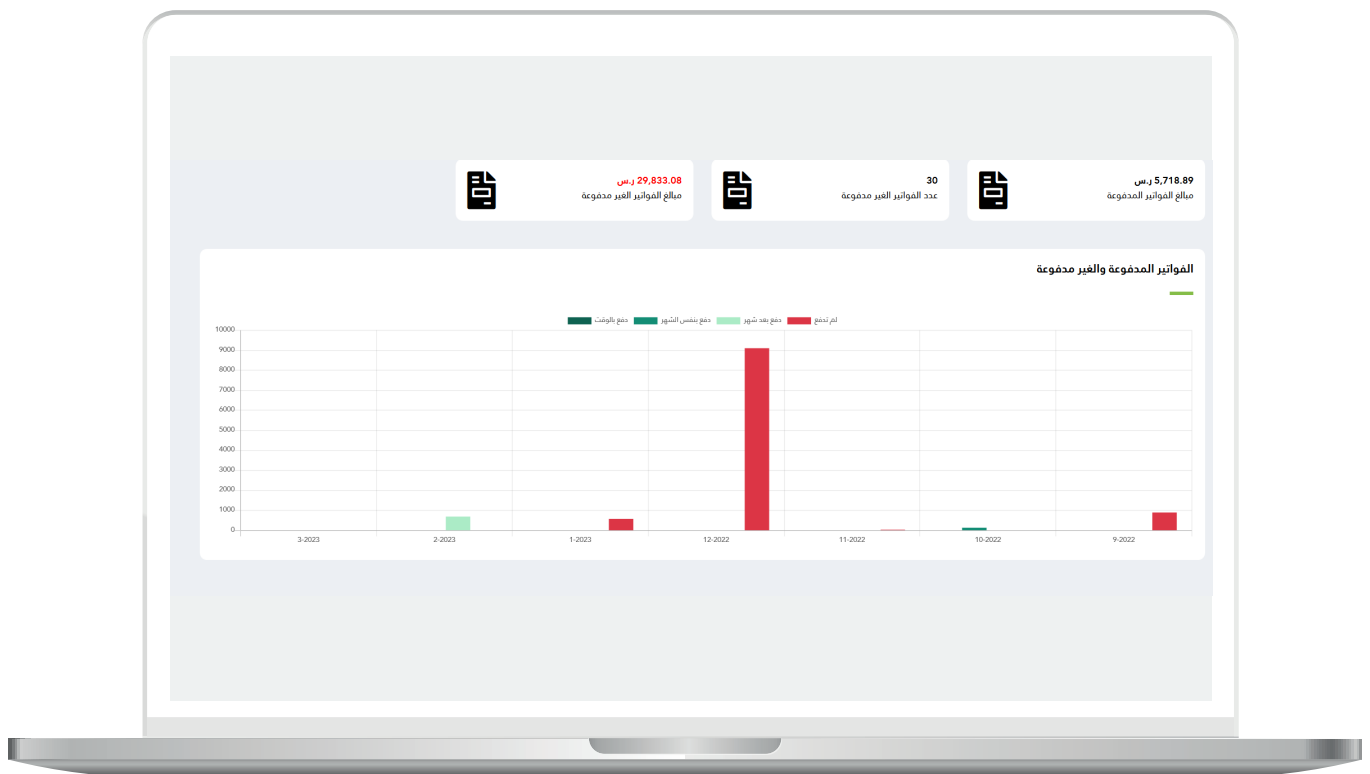 5,718.89 ر.س
مبالغ الفواتير المدفوعة
30
عدد الفواتير الغير مدفوعة
29,833.08 ر.س
مبالغ الفواتير الغير مدفوعة
الفواتير المدفوعة والغير مدفوعة
لم تدفع
دفع بعد شهر
دفع بنفس الشهر
دفع بالوقت
10000
9000
8000
7000
6000
5000
4000
3000
2000
1000
0
3-2023
2-2023
1-2023
12-2022
11-2022
10-2022
9-2022